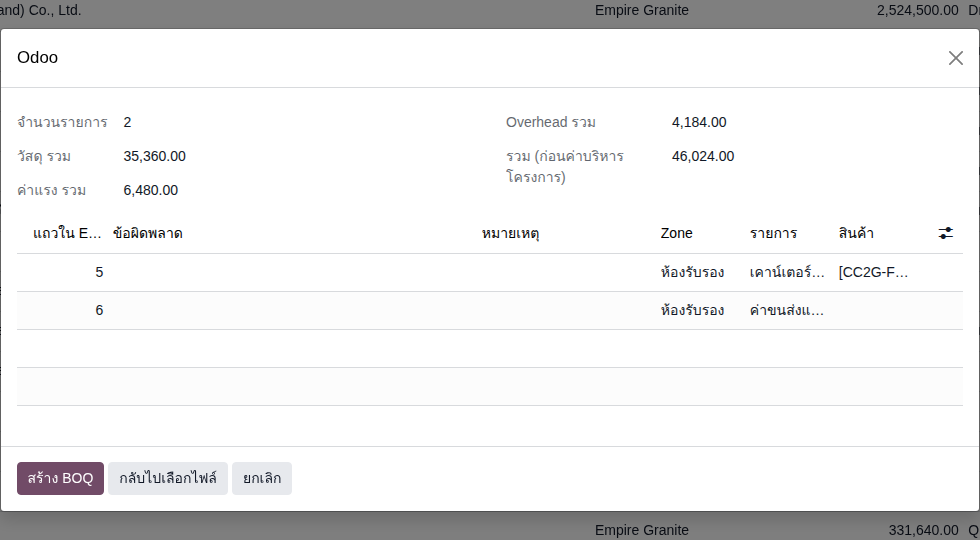 and) Co., Ltd. Empire Granite 2,524,500.00
Odoo
จำนวนรายการ 2 Overhead รวม 4,184.00
วัสดุ รวม 35,360.00 รวม (ก่อนค่าบริหาร 46,024.00
โครงการ)
ค่าแรง รวม 6,480.00
แถวใน E… ข้อผิดพลาด หมายเหตุ Zone รายการ สินค้า
5 ห้องรับรอง เคาน์เตอร์… [CC2G-F…
6 ห้องรับรอง ค่าขนส่งแ…
สร้าง BOQ กลับไปเลือกไฟล์ ยกเลิก
Empire Granite 331,640.00 Q